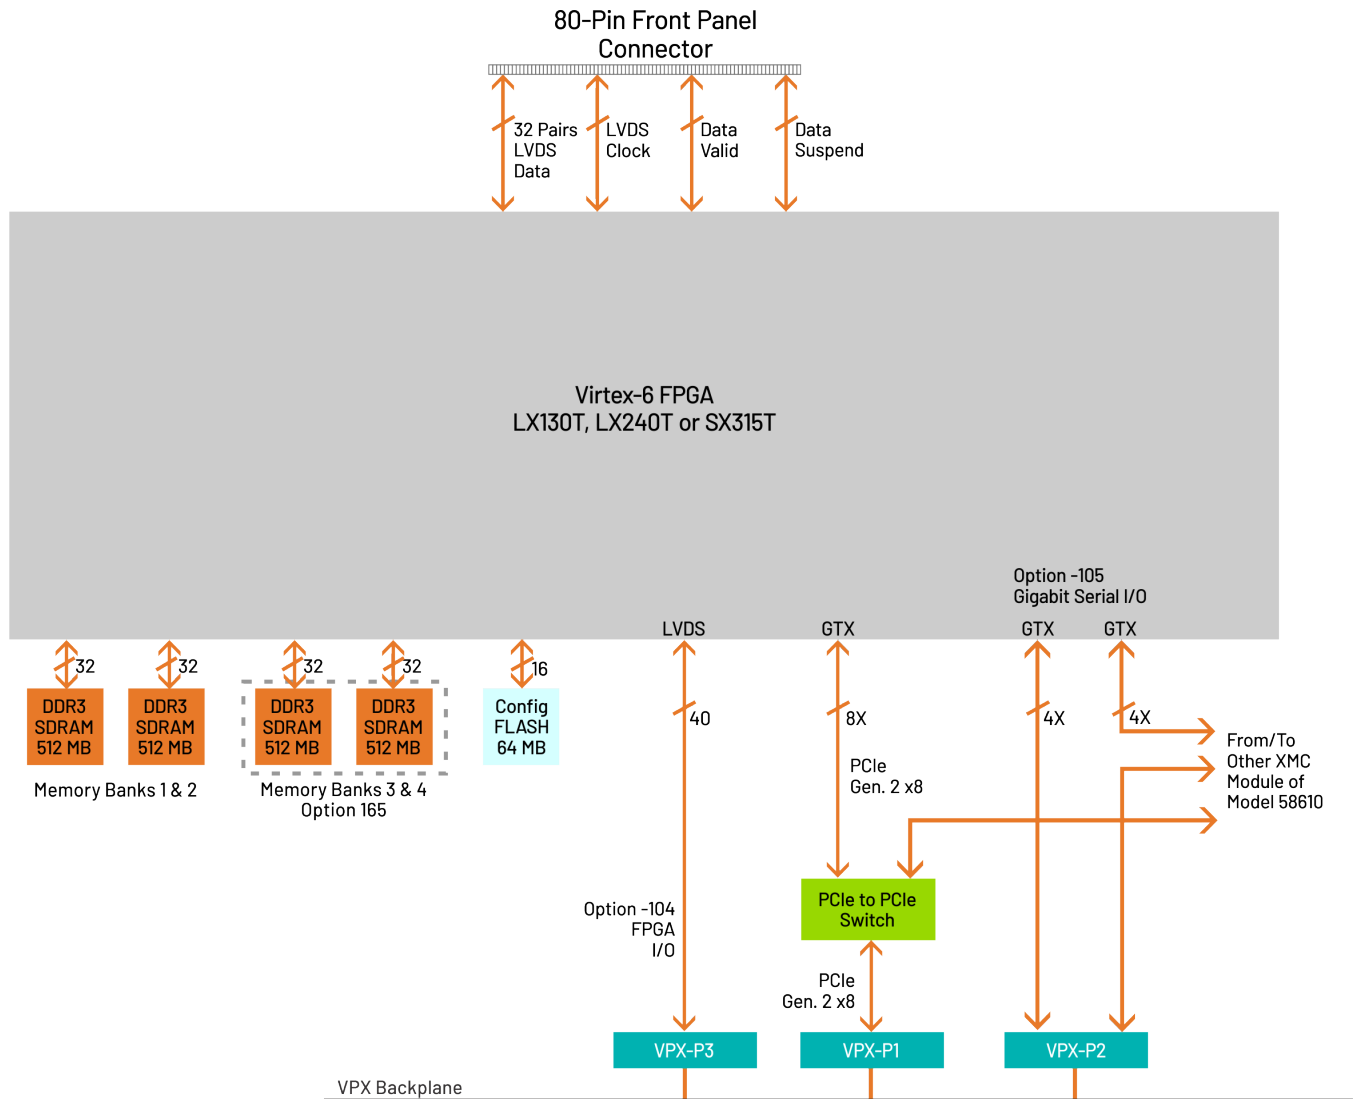 80-Pin Front Panel
Connector
32 Pairs
LVDS
Data
LVDS
Clock
Data
Valid
Data
Suspend
Virtex-6 FPGA
LX130T, LX240T or SX315T
Option -105
Gigabit Serial I/O
LVDS
GTX
GTX
GTX
32
32
32
32
16
40
8X
4X
4X
DDR3
SDRAM
512 MB
DDR3
SDRAM
512 MB
DDR3
SDRAM
512 MB
DDR3
SDRAM
512 MB
Config
FLASH
64 MB
Memory Banks 1 & 2
Memory Banks 3 & 4
Option 165
PCIe
Gen. 2 x8
From/To
Other XMC
Module of
Model 58610
Option -104
FPGA
I/O
PCIe to PCIe
Switch
PCIe
Gen. 2 x8
VPX-P3
VPX-P1
VPX-P2
VPX Backplane